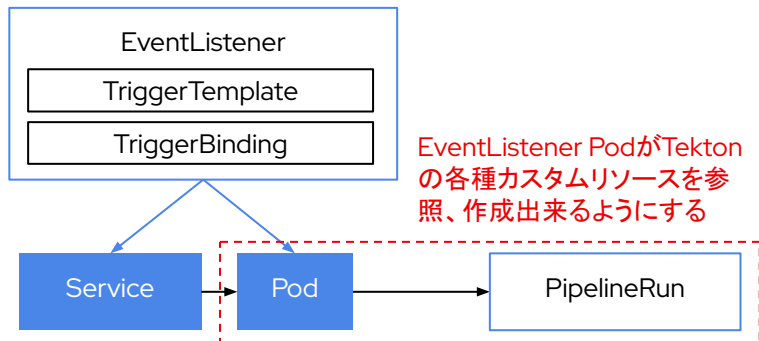 EventListener
TriggerTemplate
TriggerBinding
EventListener PodがTekton
の各種カスタムリソースを参
照、作成出来るようにする
Service
Pod
PipelineRun